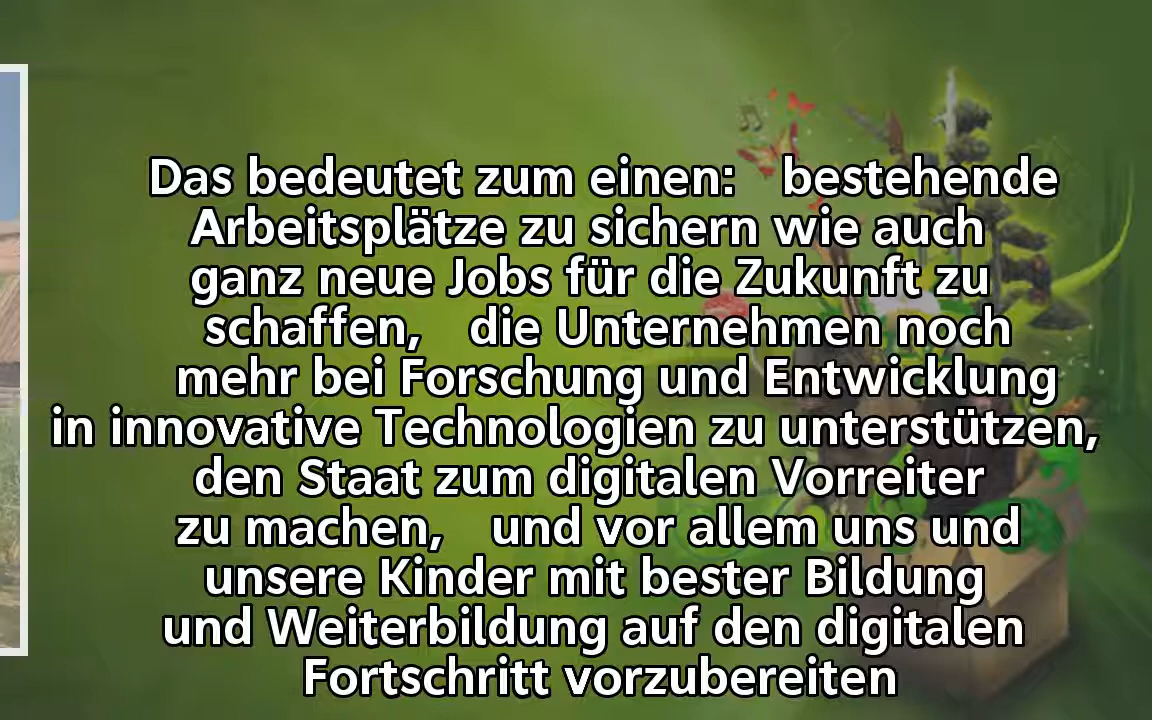 Das bedeutet zum einen: bestehende
Arbeitsplätze zu sichern wie auch
ganz neue Jobs für die Zukunft zu
schaffen, die Unternehmen noch
mehr bei Forschung und Entwicklung
in innovative Technologien zu unterstützen,
den Staat zum digitalen Vorreiter
zu machen, und vor allem uns und
unsere Kinder mit bester Bildung
und Weiterbildung auf den digitalen
Fortschritt vorzubereiten